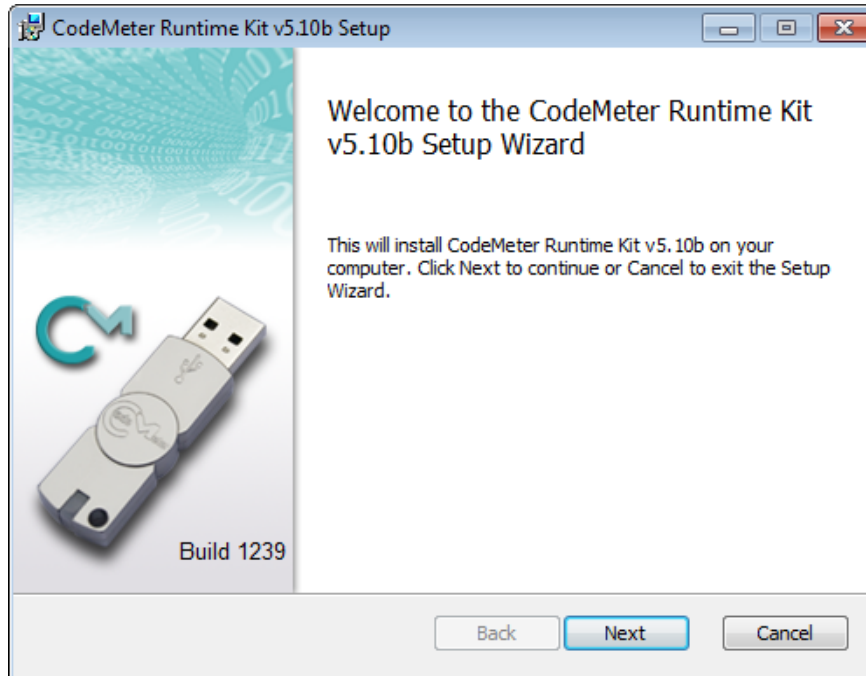 CodeMeter Runtime Kit v5.10b Setup
Welcome to the CodeMeter Runtime Kit
v5.10b Setup Wizard
This will install CodeMeter Runtime Kit v5.10b on your
computer. Click Next to continue or Cancel to exit the Setup
Wizard.
Build 1239
Back
Next
Cancel